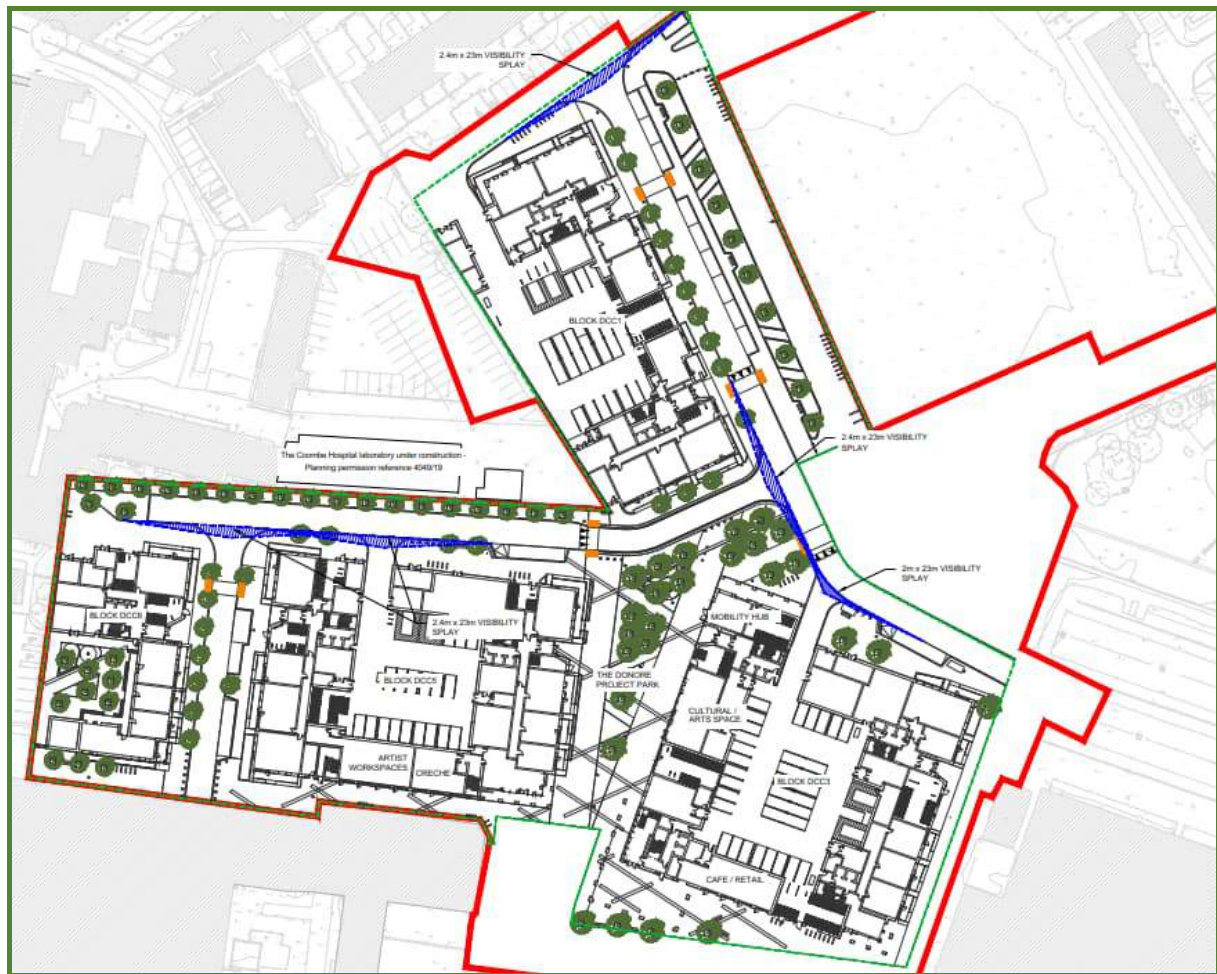 2.4m x 23m VISIBILITY
SPLAY
BLOCK DCC1
2.4m x 23m VISIBILITY
SPLAY
The Coombe Hospital laboratory under construction -
Planning permission reference 4049/19
2m x 23m VISIBILITY
SPLAY
BLOCK DCC6
MOBILITY HUB
2.4m x 23m VISIBILITY
SPLAY
THE DONORE
PROJECT PARK
BLOCK DCC5
CULTURAL /
ARTS SPACE
ARTIST
WORKSPACES
CRECHE
BLOCK DCC3
CAFE / RETAIL